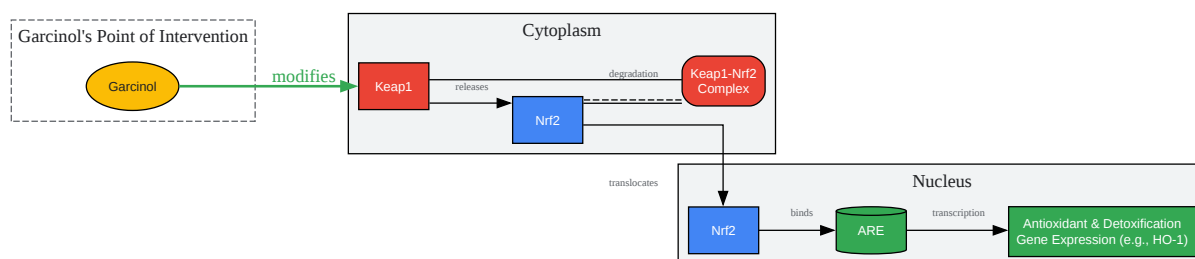 Garcinol's Point of Intervention
Garcinol
modifies
Cytoplasm
Keap1
degradation
Keap1-Nrf2
Complex
releases
Nrf2
translocates
Nucleus
Nrf2
binds
ARE
transcription
Antioxidant & Detoxification
Gene Expression (e.g., HO-1)